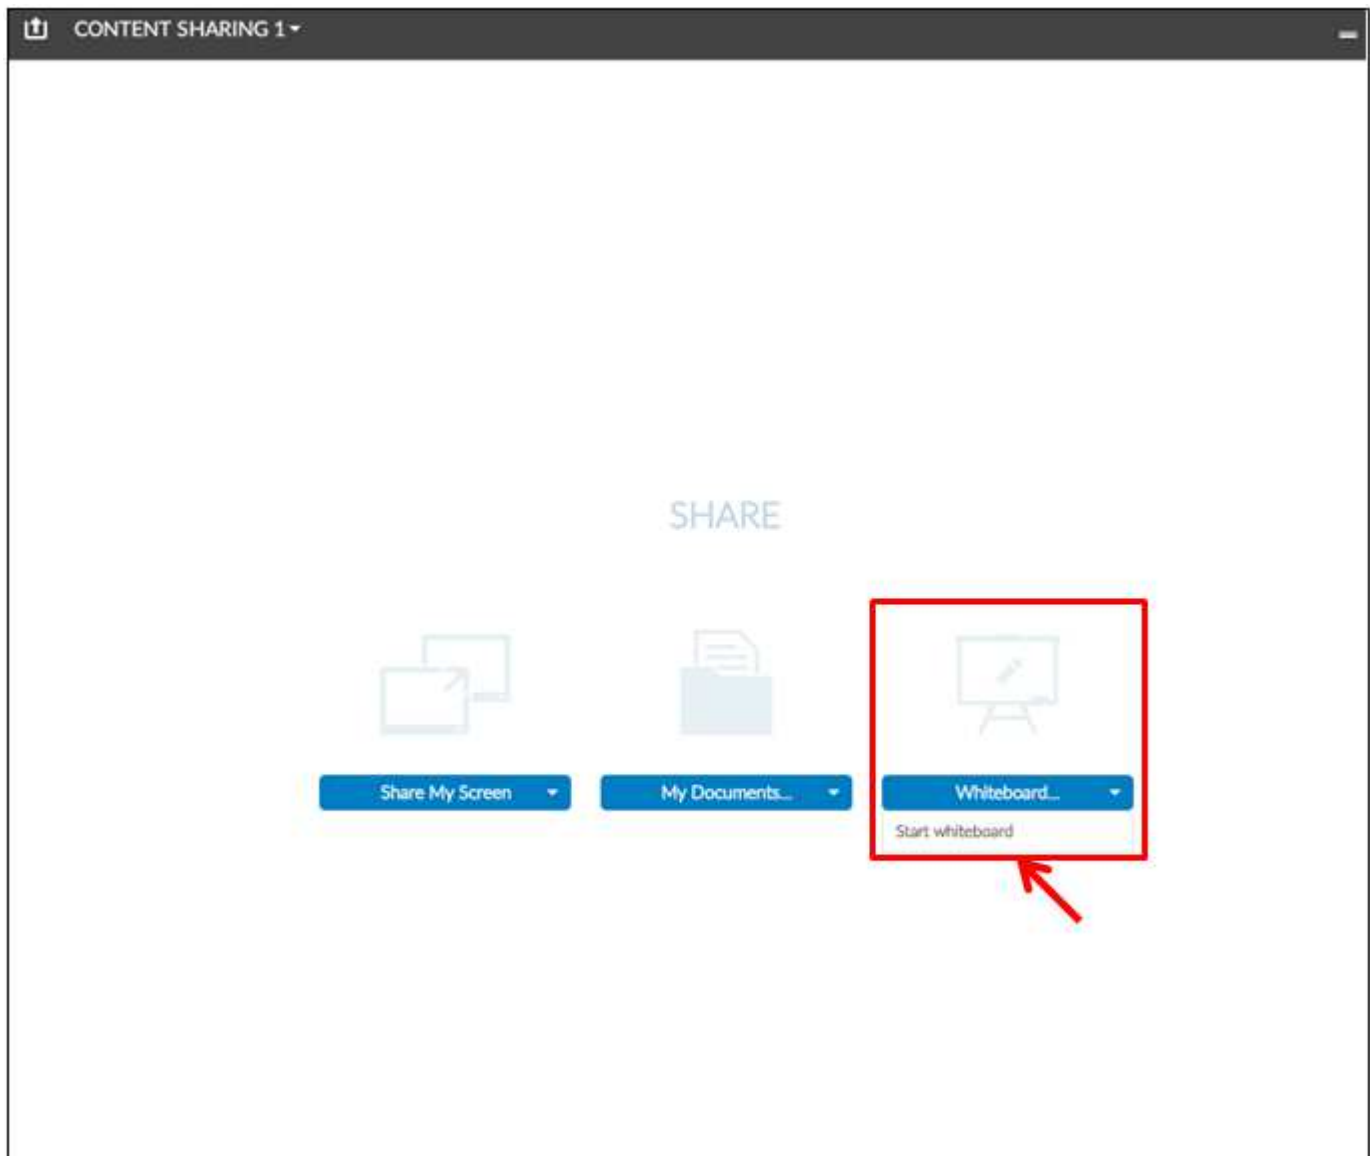 CONTENT SHARING 1
SHARE
Share My Screen
My Documents...
Whiteboard...
Start whiteboard